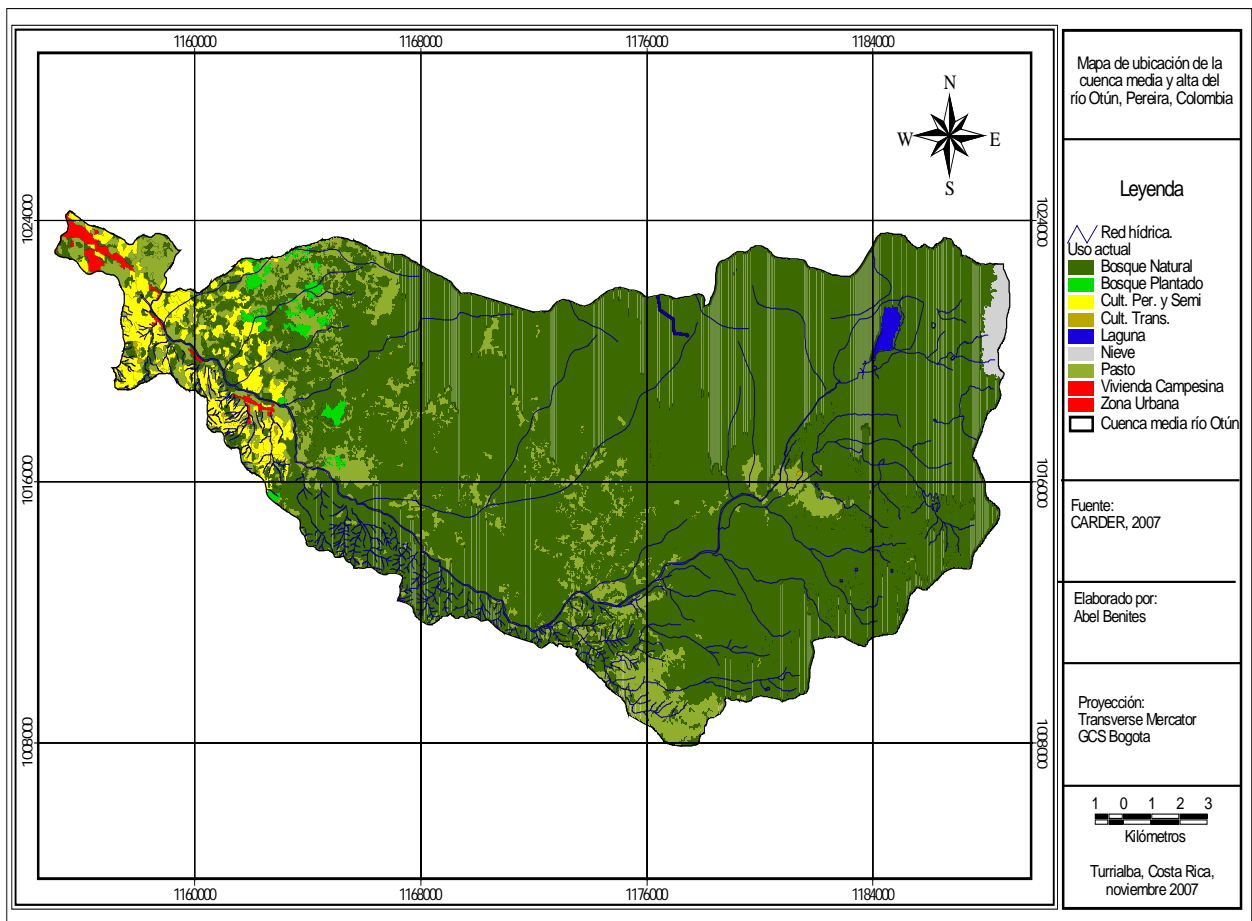 1160000
1168000
1176000
1184000
N
W
E
S
1024000
1016000
1008000
1024000
1016000
1008000
1160000
1168000
1176000
1184000
Mapa de ubicación de la
cuenca media y alta del
río Otún, Pereira, Colombia
Leyenda
Red hídrica.
Uso actual
Bosque Natural
Bosque Plantado
Cult. Per. y Semi
Cult. Trans.
Laguna
Nieve
Pasto
Vivienda Campesina
Zona Urbana
Cuenca media río Otún
Fuente:
CARDER, 2007
Elaborado por:
Abel Benites
Proyección:
Transverse Mercator
GCS Bogota
1 0 1 2 3
Kilómetros
Turrialba, Costa Rica,
noviembre 2007